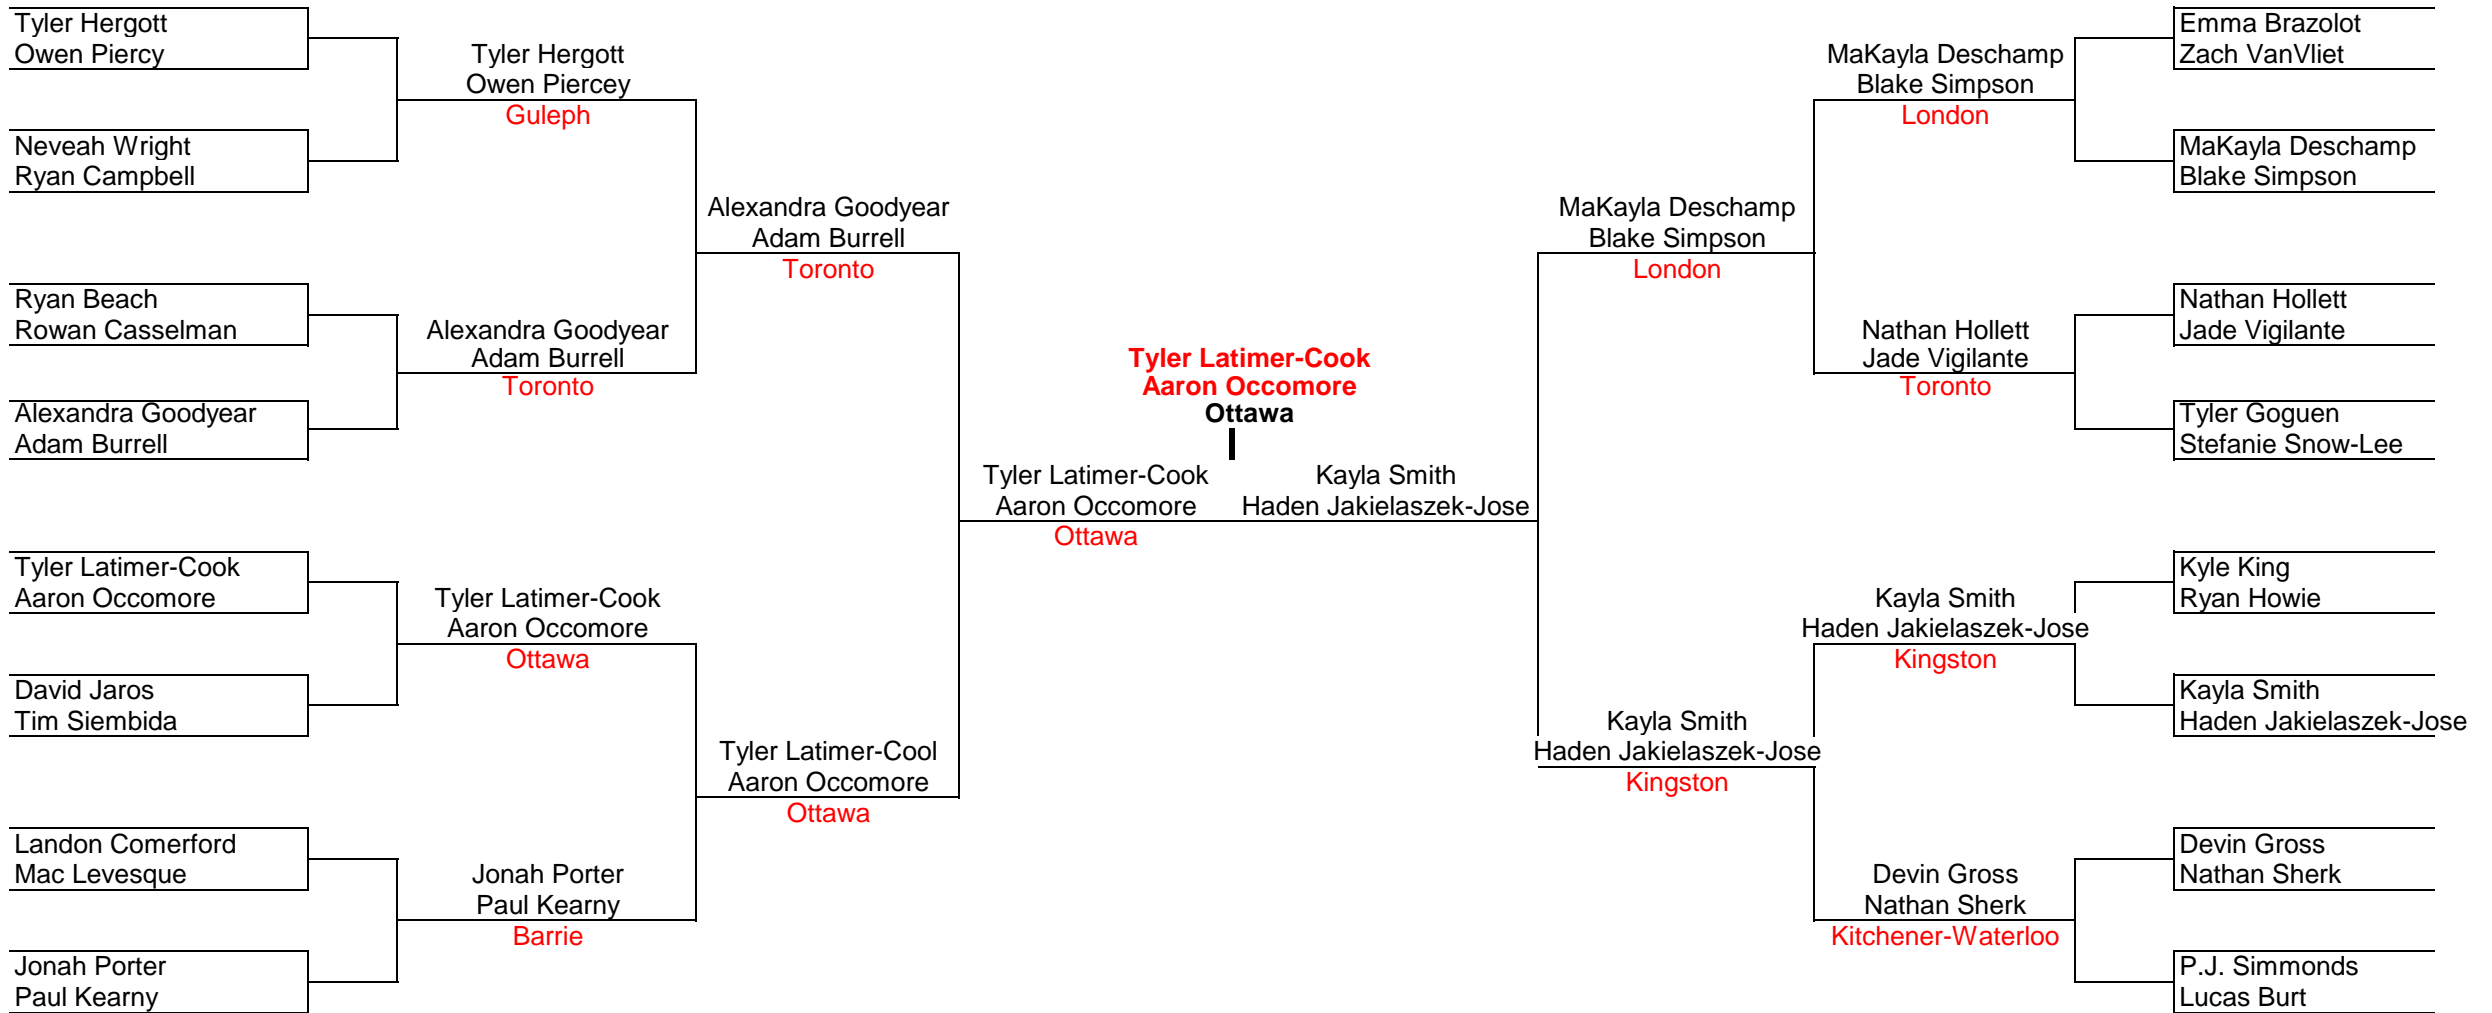 Tyler Hergott
Owen Piercy
Neveah Wright
Ryan Campbell
Ryan Beach
Rowan Casselman
Alexandra Goodyear
Adam Burrell
Tyler Latimer-Cook
Aaron Occomore
David Jaros
Tim Siembida
Landon Comerford
Mac Levesque
Jonah Porter
Paul Kearny
Tyler Hergott
Owen Piercey
Guleph
Alexandra Goodyear
Adam Burrell
Toronto
Tyler Latimer-Cook
Aaron Occomore
Ottawa
Jonah Porter
Paul Kearny
Barrie
Alexandra Goodyear
Adam Burrell
Toronto
Tyler Latimer-Cool
Aaron Occomore
Ottawa
Tyler Latimer-Cook
Aaron Occomore
Ottawa
Tyler Latimer-Cook
Aaron Occomore
Ottawa
Kayla Smith
Haden Jakielaszek-Jose
MaKayla Deschamp
Blake Simpson
London
Kayla Smith
Haden Jakielaszek-Jose
Kingston
MaKayla Deschamp
Blake Simpson
London
Nathan Hollett
Jade Vigilante
Toronto
Kayla Smith
Haden Jakielaszek-Jose
Kingston
Devin Gross
Nathan Sherk
Kitchener-Waterloo
Emma Brazolot
Zach VanVliet
MaKayla Deschamp
Blake Simpson
Nathan Hollett
Jade Vigilante
Tyler Goguen
Stefanie Snow-Lee
Kyle King
Ryan Howie
Kayla Smith
Haden Jakielaszek-Jose
Devin Gross
Nathan Sherk
P.J. Simmonds
Lucas Burt